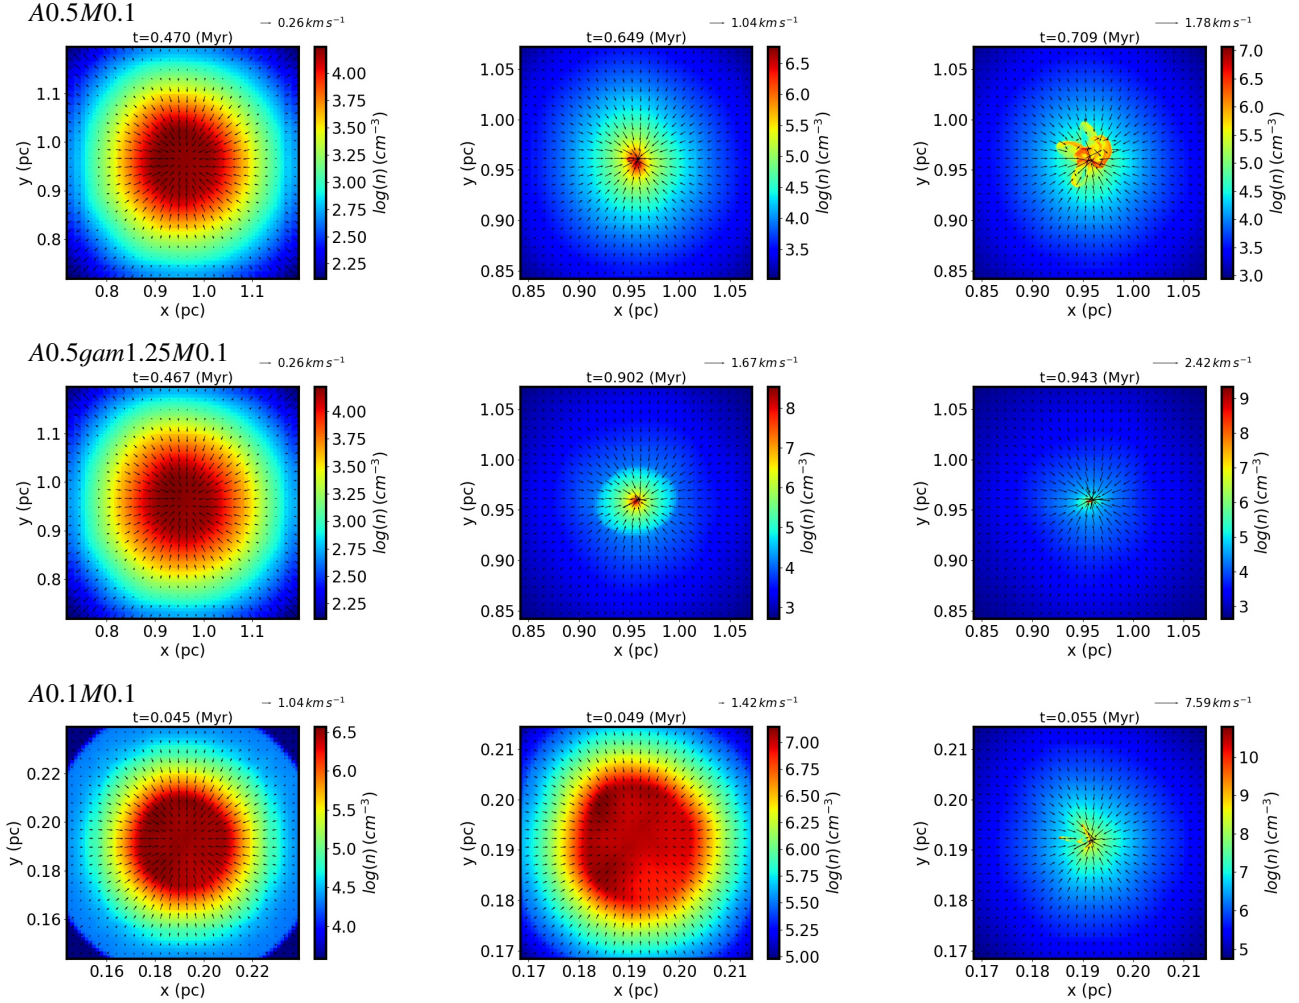 A0.5M0.1
0.26 km s⁻¹
t=0.470 (Myr)
y (pc)
1.1
1.0
0.9
0.8
0.8 0.9 1.0 1.1
x (pc)
4.00
3.75
3.50
3.25
3.00
2.75
2.50
2.25
log(n) (cm⁻³)
1.04 km s⁻¹
t=0.649 (Myr)
y (pc)
1.05
1.00
0.95
0.90
0.85
0.85 0.90 0.95 1.00 1.05
x (pc)
6.5
6.0
5.5
5.0
4.5
4.0
3.5
log(n) (cm⁻³)
1.78 km s⁻¹
t=0.709 (Myr)
y (pc)
1.05
1.00
0.95
0.90
0.85
0.85 0.90 0.95 1.00 1.05
x (pc)
7.0
6.5
6.0
5.5
5.0
4.5
4.0
3.5
3.0
log(n) (cm⁻³)
A0.5gam1.25M0.1
0.26 km s⁻¹
t=0.467 (Myr)
y (pc)
1.1
1.0
0.9
0.8
0.8 0.9 1.0 1.1
x (pc)
4.00
3.75
3.50
3.25
3.00
2.75
2.50
2.25
log(n) (cm⁻³)
1.67 km s⁻¹
t=0.902 (Myr)
y (pc)
1.05
1.00
0.95
0.90
0.85
0.85 0.90 0.95 1.00 1.05
x (pc)
8
7
6
5
4
3
log(n) (cm⁻³)
2.42 km s⁻¹
t=0.943 (Myr)
y (pc)
1.05
1.00
0.95
0.90
0.85
0.85 0.90 0.95 1.00 1.05
x (pc)
9
8
7
6
5
4
3
log(n) (cm⁻³)
A0.1M0.1
1.04 km s⁻¹
t=0.045 (Myr)
y (pc)
0.22
0.20
0.18
0.16
0.16 0.18 0.20 0.22
x (pc)
6.5
6.0
5.5
5.0
4.5
4.0
log(n) (cm⁻³)
1.42 km s⁻¹
t=0.049 (Myr)
y (pc)
0.21
0.20
0.19
0.18
0.17
0.17 0.18 0.19 0.20 0.21
x (pc)
7.00
6.75
6.50
6.25
6.00
5.75
5.50
5.25
5.00
log(n) (cm⁻³)
7.59 km s⁻¹
t=0.055 (Myr)
y (pc)
0.21
0.20
0.19
0.18
0.17
0.17 0.18 0.19 0.20 0.21
x (pc)
10
9
8
7
6
5
log(n) (cm⁻³)